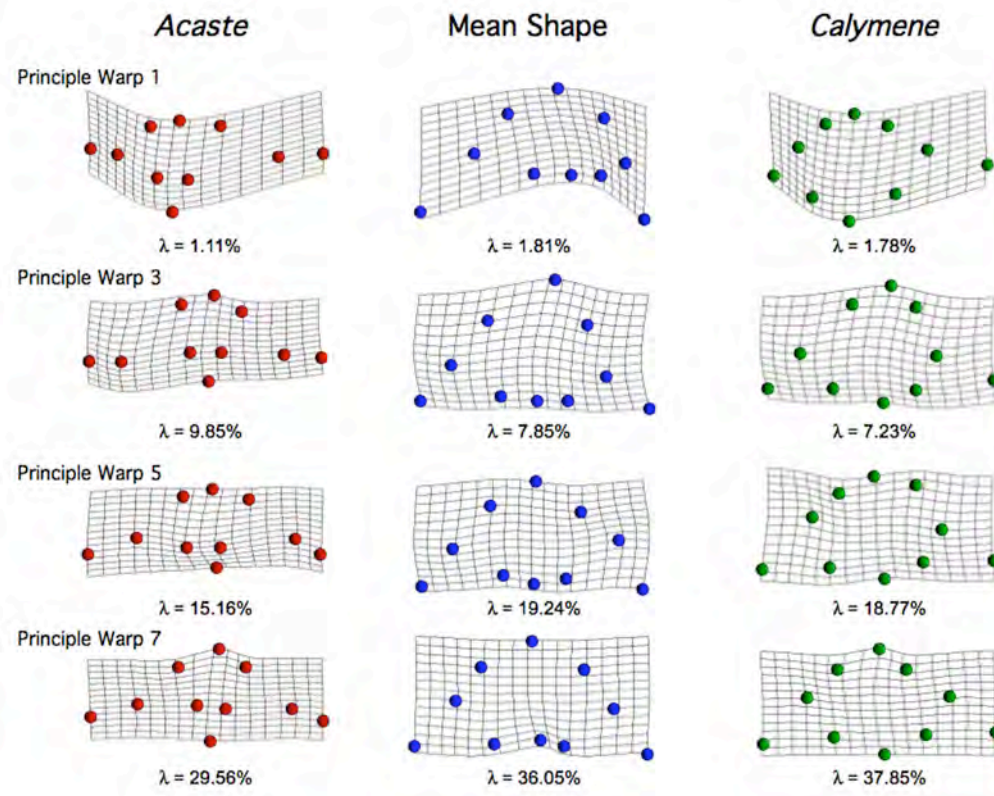 Acaste Mean Shape Calymene
Principle Warp 1
λ = 1.11% λ = 1.81% λ = 1.78%
Principle Warp 3
λ = 9.85% λ = 7.85% λ = 7.23%
Principle Warp 5
λ = 15.16% λ = 19.24% λ = 18.77%
Principle Warp 7
λ = 29.56% λ = 36.05% λ = 37.85%